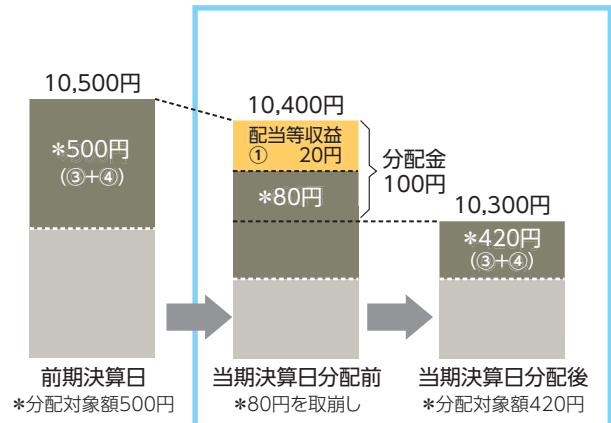 10,500円
*500円
(③+④)
前期決算日
*分配対象額500円
10,400円
配当等収益
① 20円
*80円
分配金
100円
当期決算日分配前
*80円を取崩し
10,300円
*420円
(③+④)
当期決算日分配後
*分配対象額420円